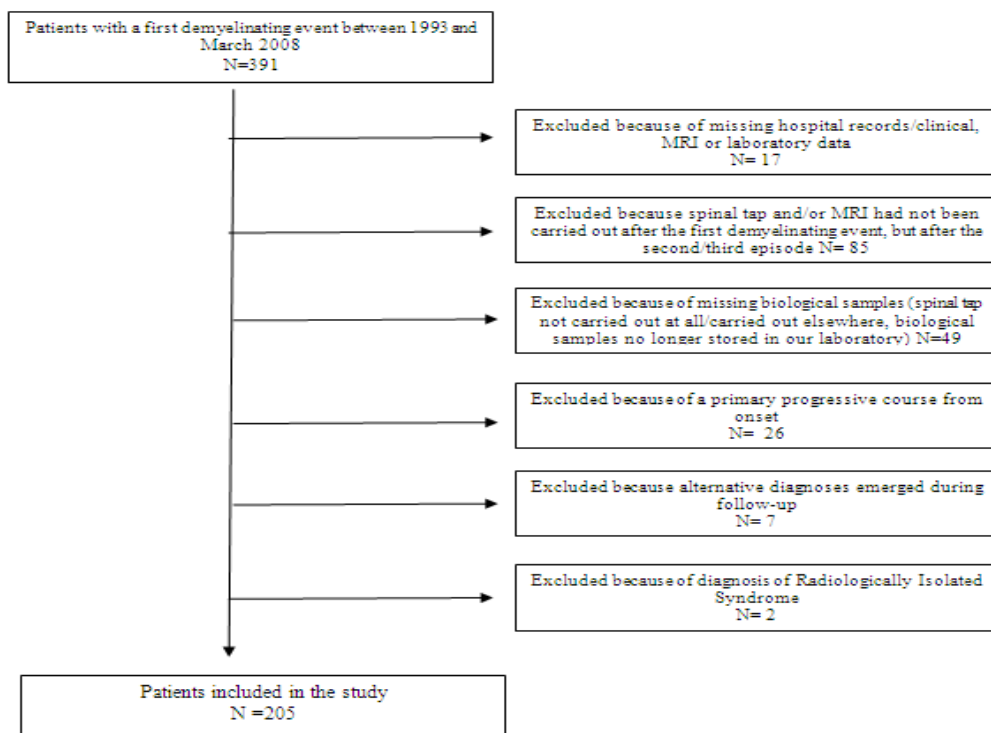 Patients with a first demyelinating event between 1993 and
March 2008
N=391
Excluded because of missing hospital records/clinical,
MRI or laboratory data
N= 17
Excluded because spinal tap and/or MRI had not been
carried out after the first demyelinating event, but after the
second/third episode N= 85
Excluded because of missing biological samples (spinal tap
not carried out at all/carried out elsewhere, biological
samples no longer stored in our laboratory) N=49
Excluded because of a primary progressive course from
onset
N= 26
Excluded because alternative diagnoses emerged during
follow-up
N= 7
Excluded because of diagnosis of Radiologically Isolated
Syndrome
N= 2
Patients included in the study
N =205